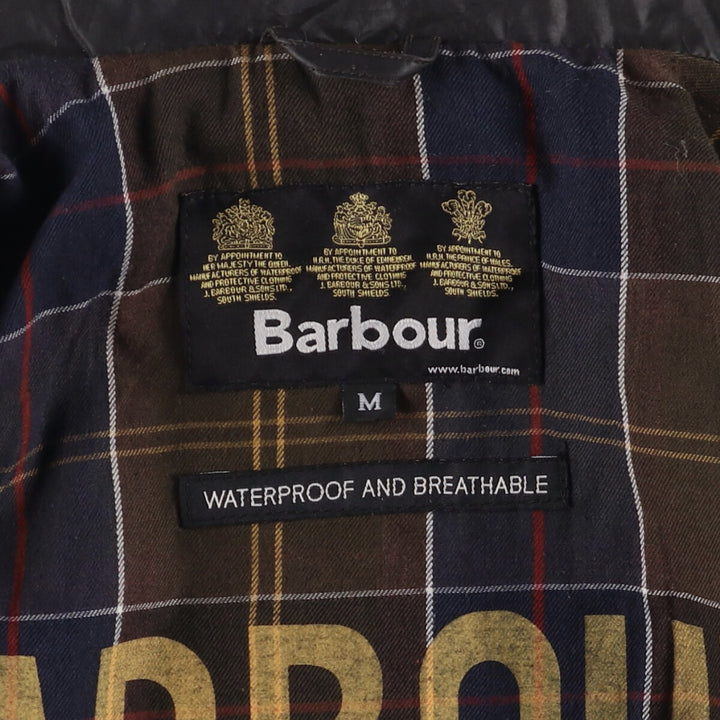 BY APPOINTMENT TO
HER MAJESTY THE QUEEN
MANUFACTURERS OF WATERPROOF
AND PROTECTIVE CLOTHING
J. BARBOUR & SONS LTD.,
SOUTH SHIELDS.
BY APPOINTMENT TO
H.R.H. THE DUKE OF EDINBURGH
MANUFACTURERS OF WATERPROOF
AND PROTECTIVE CLOTHING
J. BARBOUR & SONS LTD.,
SOUTH SHIELDS.
BY APPOINTMENT TO
H.R.H. THE PRINCE OF WALES
MANUFACTURERS OF WATERPROOF
AND PROTECTIVE CLOTHING
J. BARBOUR & SONS LTD.,
SOUTH SHIELDS.
Barbour®
www.barbour.com
M
WATERPROOF AND BREATHABLE
ARBOU